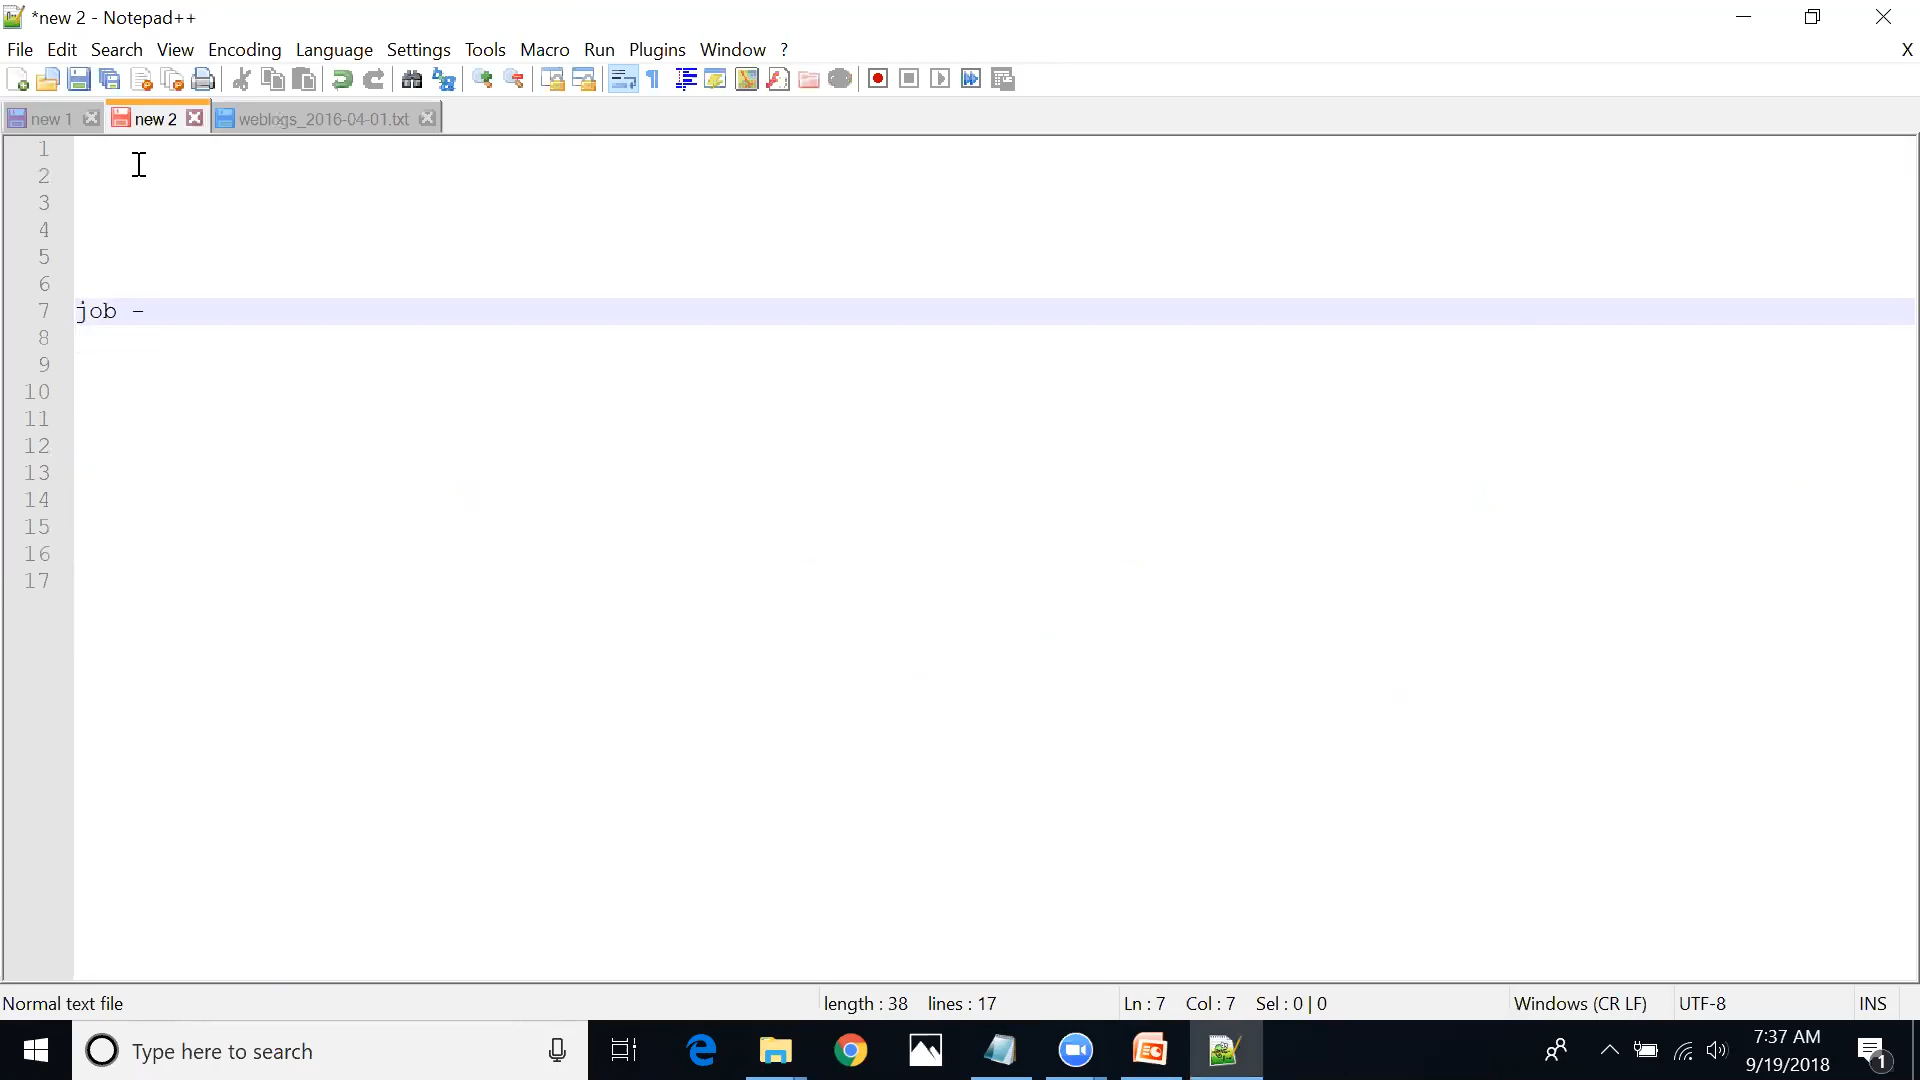 *new 2 - Notepad++
File Edit Search View Encoding Language Settings Tools Macro Run Plugins Window ?
X
new 1 new 2 weblogs_2016-04-01.txt
1
2
3
4
5
6
7 job -
8
9
10
11
12
13
14
15
16
17
Normal text file length : 38 lines : 17 Ln : 7 Col : 7 Sel : 0 | 0 Windows (CR LF) UTF-8 INS
Type here to search
7:37 AM
9/19/2018
1